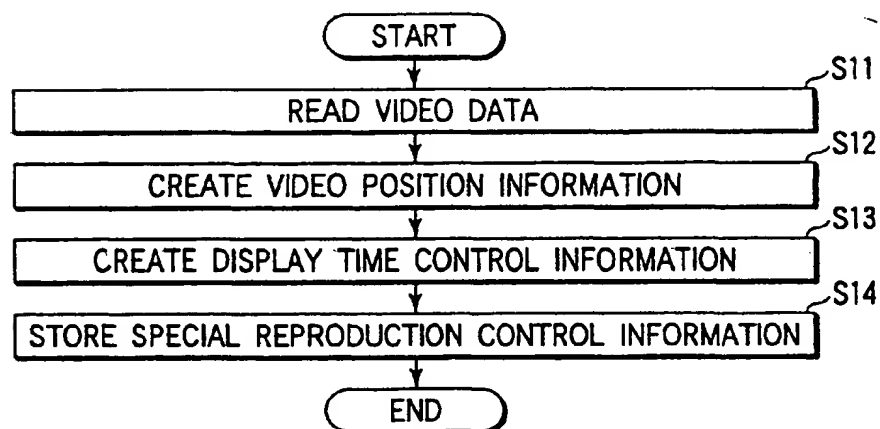 START
S11
READ VIDEO DATA
S12
CREATE VIDEO POSITION INFORMATION
S13
CREATE DISPLAY TIME CONTROL INFORMATION
S14
STORE SPECIAL REPRODUCTION CONTROL INFORMATION
END